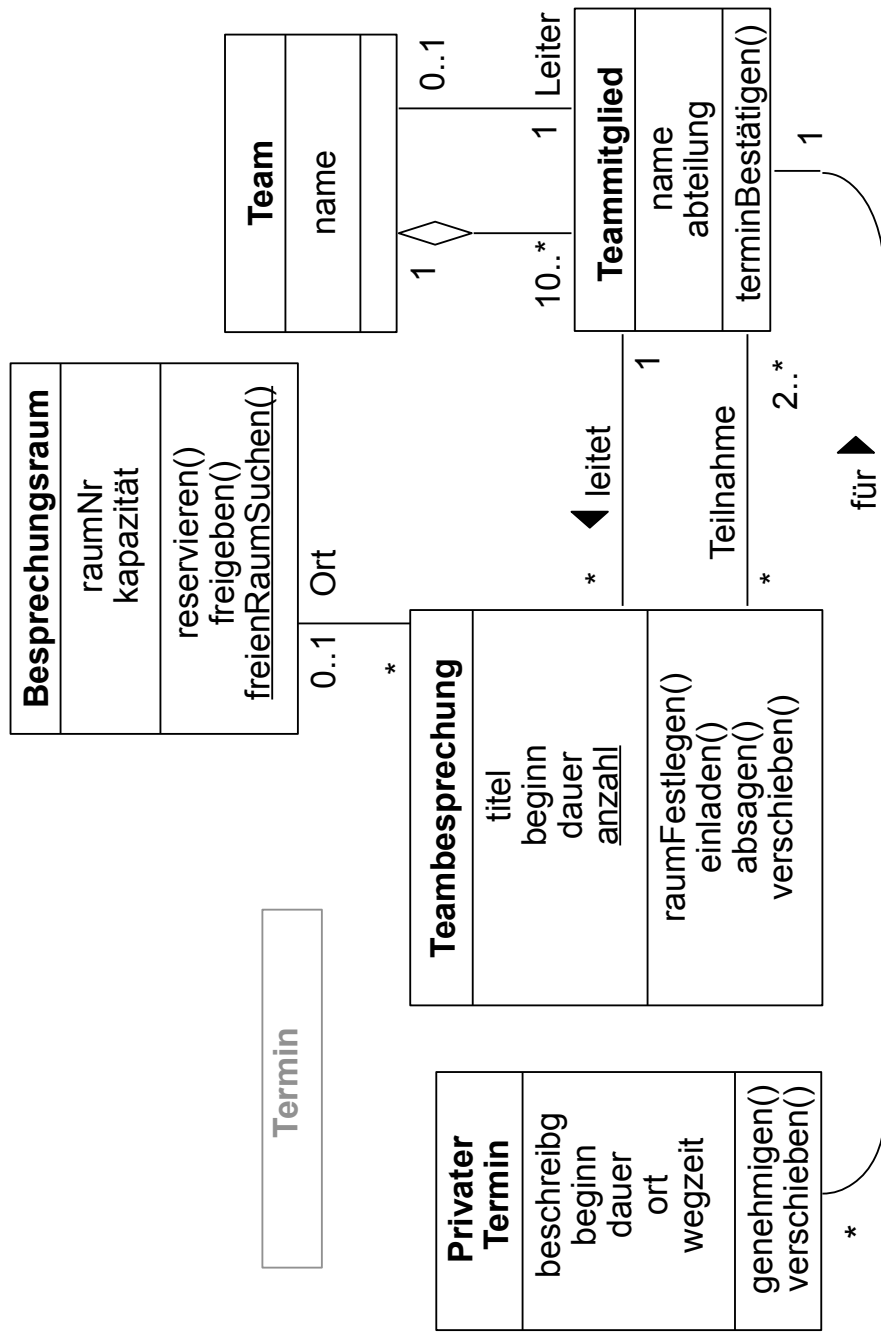 Termin
Besprechungsraum
raumNr
kapazität
reservieren()
freigeben()
freienRaumSuchen()
0..1
Ort
*
Team
name
1
0..1
10..*
1
Leiter
Privater
Termin
beschreibg
beginn
dauer
ort
wegzeit
genehmigen()
verschieben()
*
Teambesprechung
titel
beginn
dauer
anzahl
raumFestlegen()
einladen()
absagen()
verschieben()
*
◀ leitet
1
Teilnahme
*
2..*
Teammitglied
name
abteilung
terminBestätigen()
1
für ▶